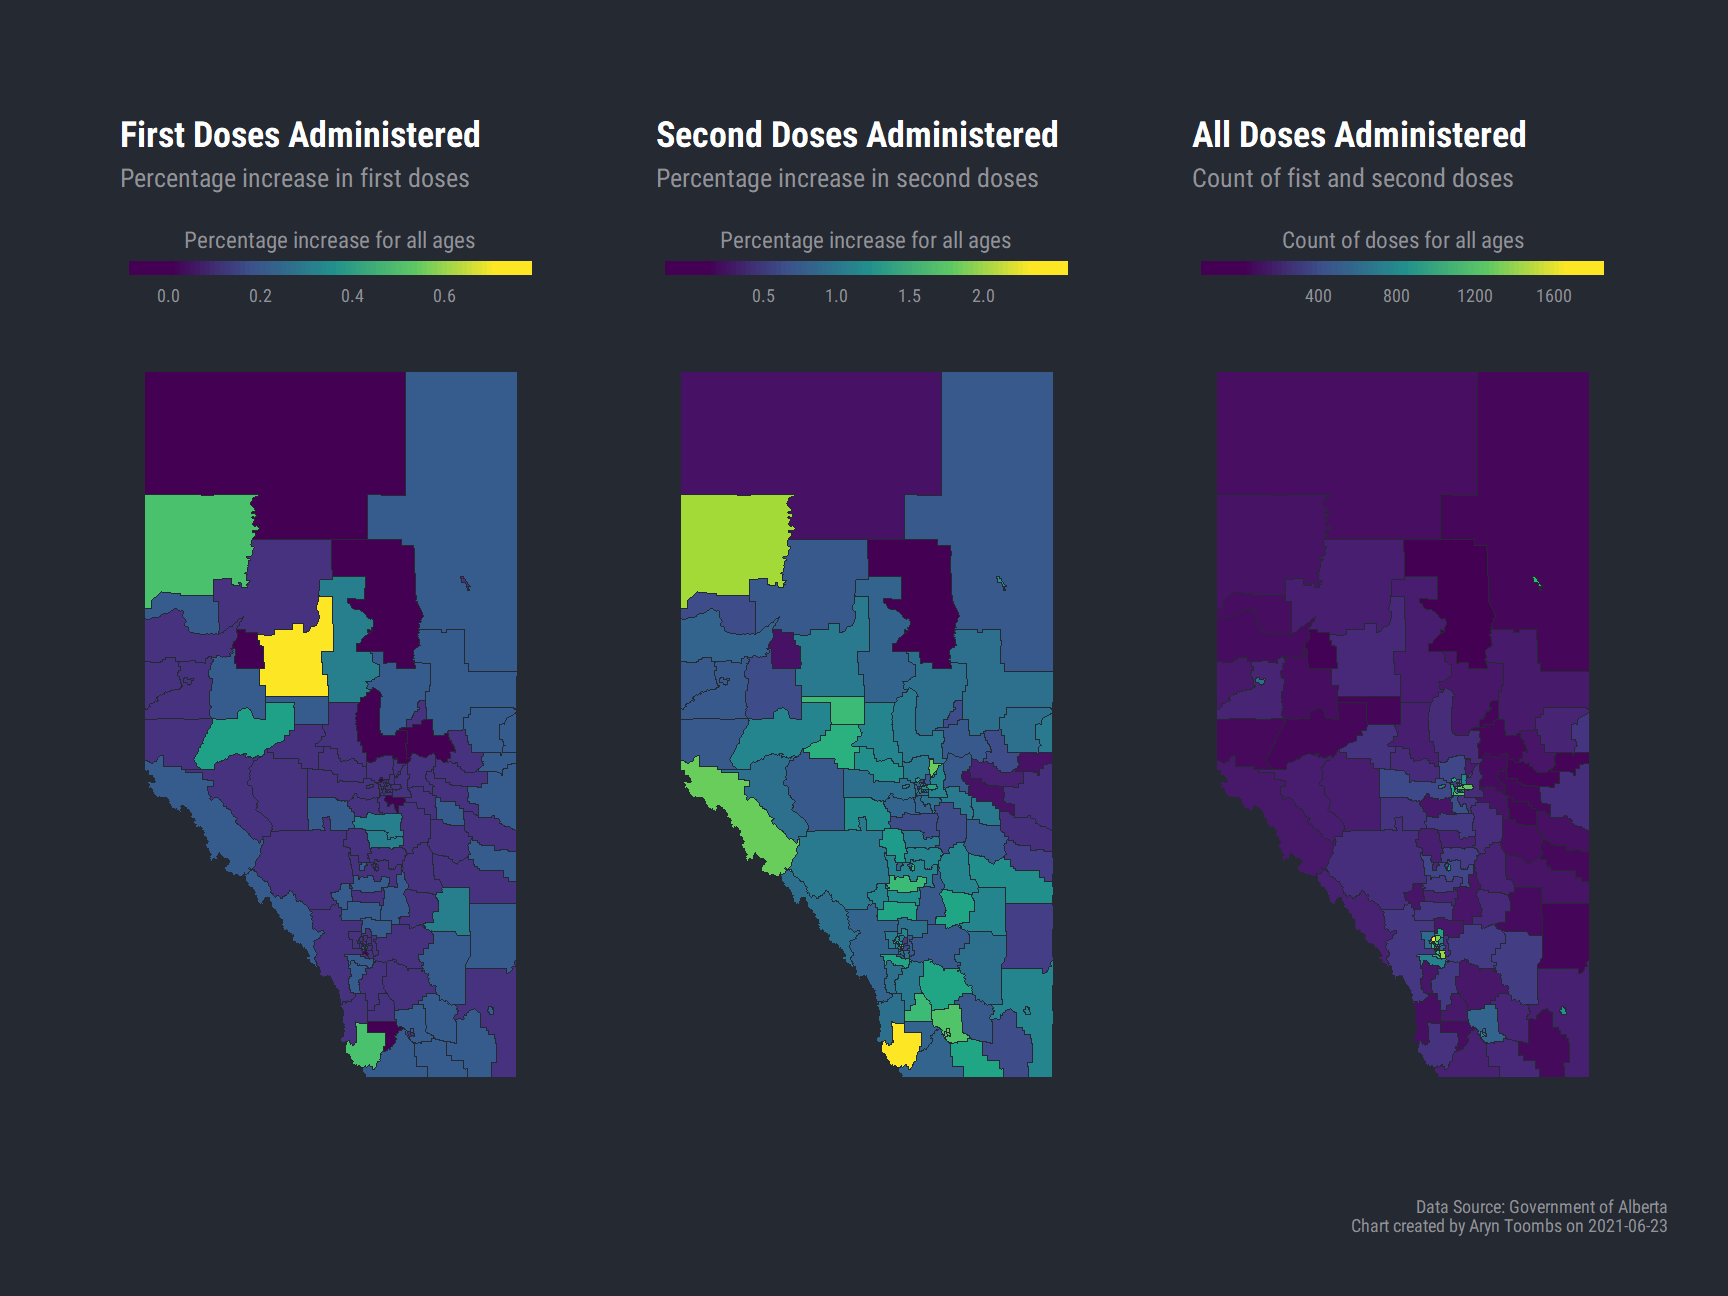 First Doses Administered
Percentage increase in first doses
Percentage increase for all ages
0.0 0.2 0.4 0.6
Second Doses Administered
Percentage increase in second doses
Percentage increase for all ages
0.5 1.0 1.5 2.0
All Doses Administered
Count of fist and second doses
Count of doses for all ages
400 800 1200 1600
Data Source: Government of Alberta
Chart created by Aryn Toombs on 2021-06-23